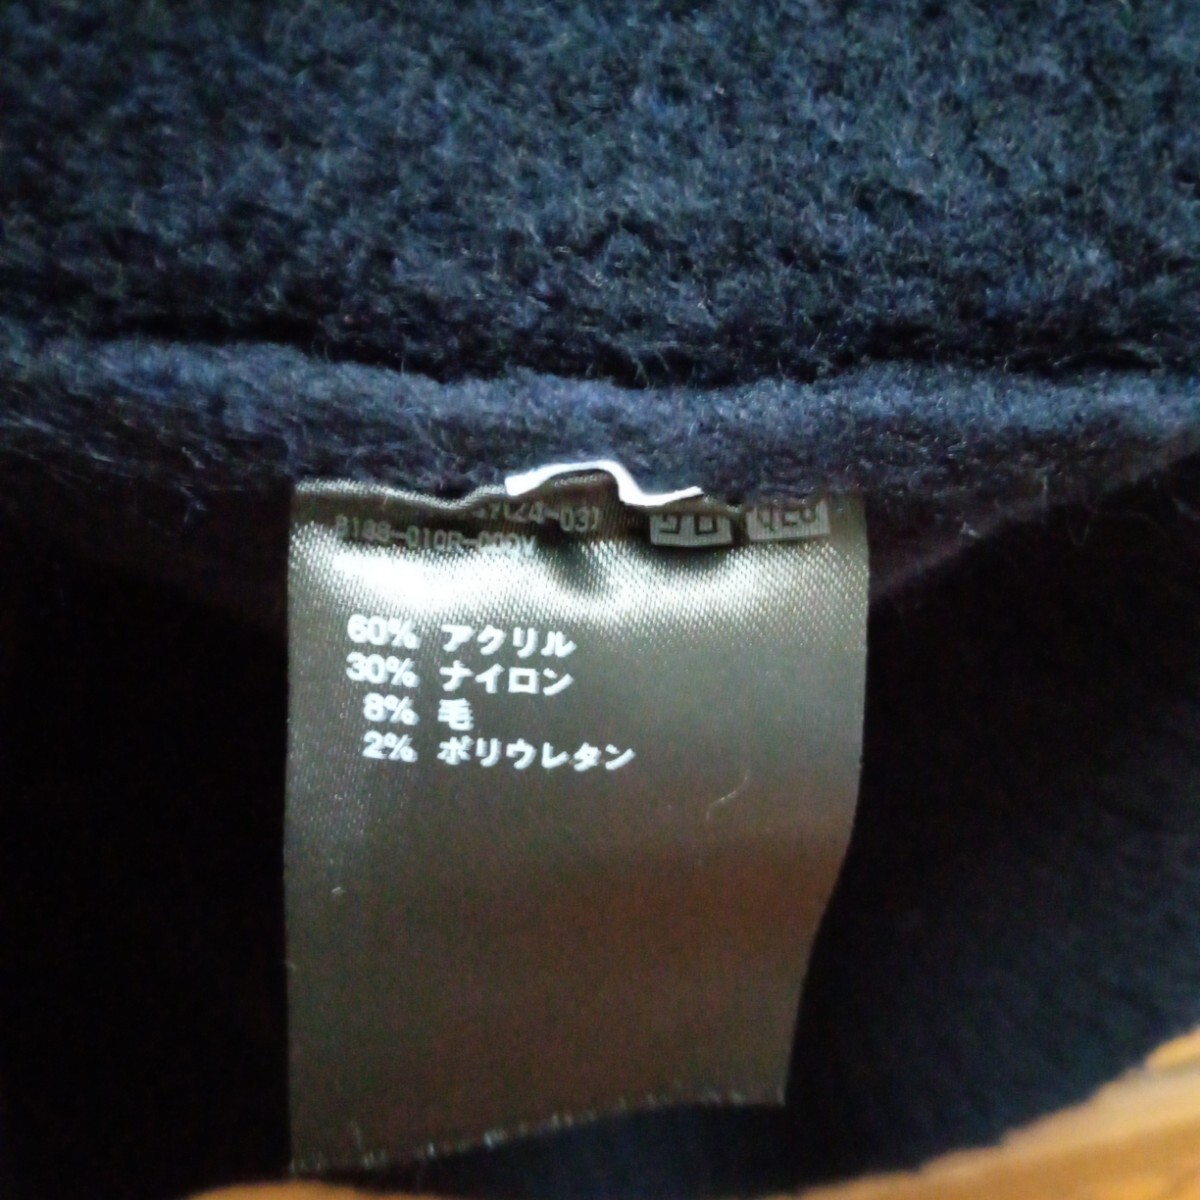 60% アクリル
30% ナイロン
8% 毛
2% ポリウレタン